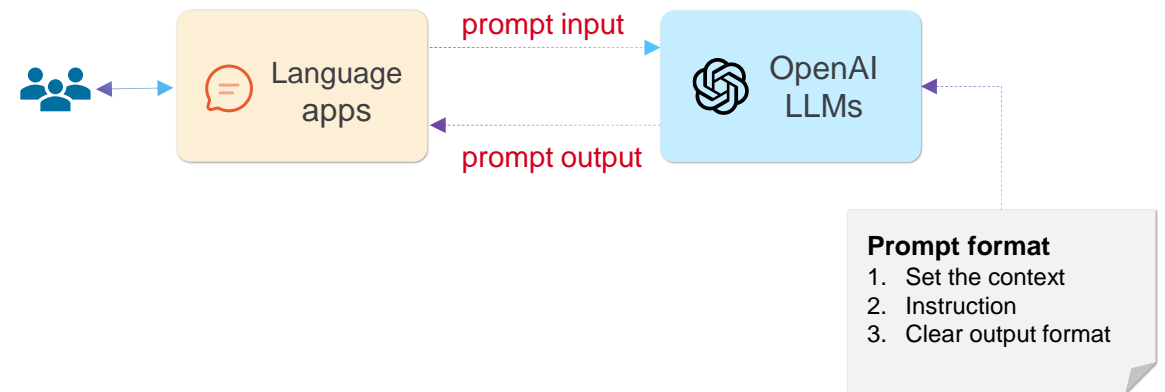 prompt input
Language
apps
OpenAI
LLMs
prompt output
Prompt format
1. Set the context
2. Instruction
3. Clear output format